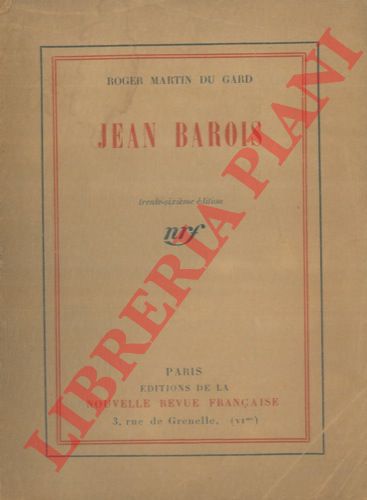 ROGER MARTIN DU GARD
JEAN BAROIS
trente-sixième édition
nrf
PARIS
EDITIONS DE LA
NOUVELLE REVUE FRANÇAISE
3, rue de Grenelle, (VIme)
LIBRERIA PIANI